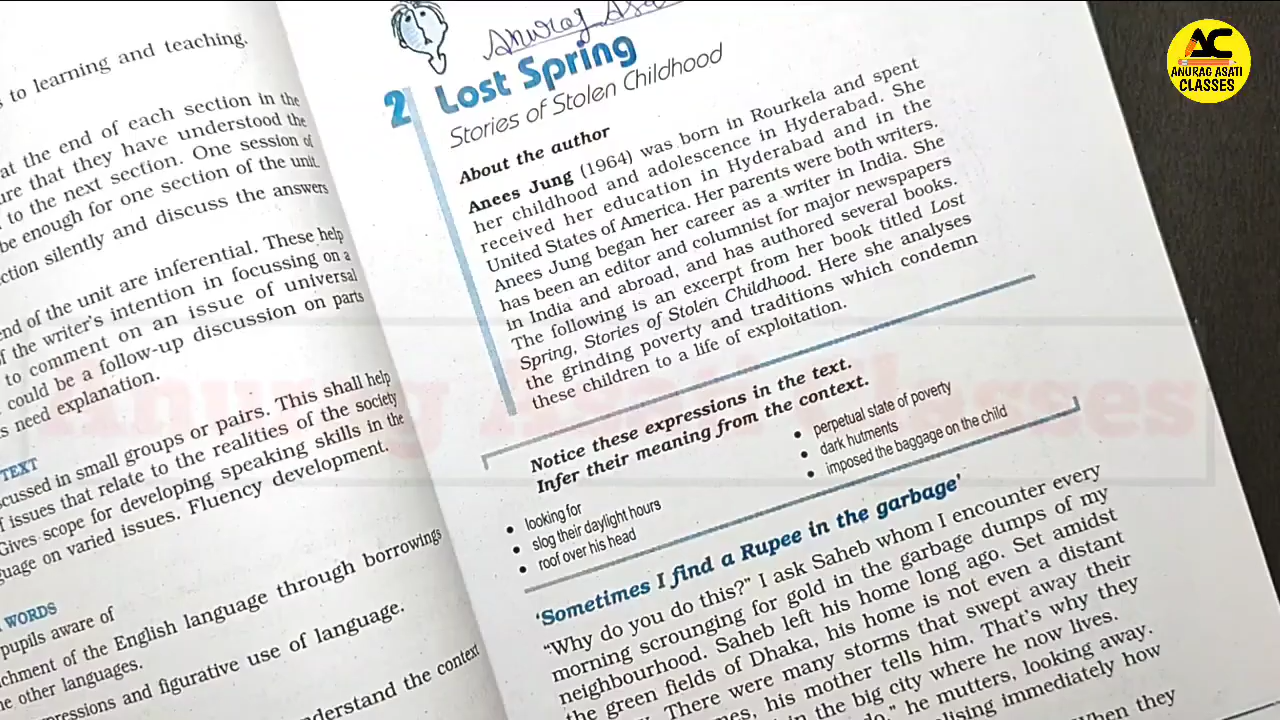 s to learning and teaching.
at the end of each section in the
ure that they have understood the
to the next section. One session of
be enough for one section of the unit.
ction silently and discuss the answers
end of the unit are inferential. These help
of the writer's intention in focussing on a
to comment on an issue of universal
could be a follow-up discussion on parts
s need explanation.
TEXT
scussed in small groups or pairs. This shall help
f issues that relate to the realities of the society
Gives scope for developing speaking skills in the
guage on varied issues. Fluency development.
WORDS
pupils aware of
chment of the English language through borrowings
he other languages.
pressions and figurative use of language.
derstand the context
Anurag Asa
2 Lost Spring
Stories of Stolen Childhood
About the author
Anees Jung (1964) was born in Rourkela and spent
her childhood and adolescence in Hyderabad. She
received her education in Hyderabad and in the
United States of America. Her parents were both writers.
Anees Jung began her career as a writer in India. She
has been an editor and columnist for major newspapers
in India and abroad, and has authored several books.
The following is an excerpt from her book titled Lost
Spring, Stories of Stolen Childhood. Here she analyses
the grinding poverty and traditions which condemn
these children to a life of exploitation.
Notice these expressions in the text.
Infer their meaning from the context.
• looking for
• slog their daylight hours
• roof over his head
• perpetual state of poverty
• dark hutments
• imposed the baggage on the child
'Sometimes I find a Rupee in the garbage'
"Why do you do this?" I ask Saheb whom I encounter every
morning scrounging for gold in the garbage dumps of my
neighbourhood. Saheb left his home long ago. Set amidst
the green fields of Dhaka, his home is not even a distant
There were many storms that swept away their
mes, his mother tells him. That's why they
in the big city where he now lives.
do," he mutters, looking away.
lising immediately how
When they
AC
ANURAG ASATI
CLASSES
Anurag Asati Classes